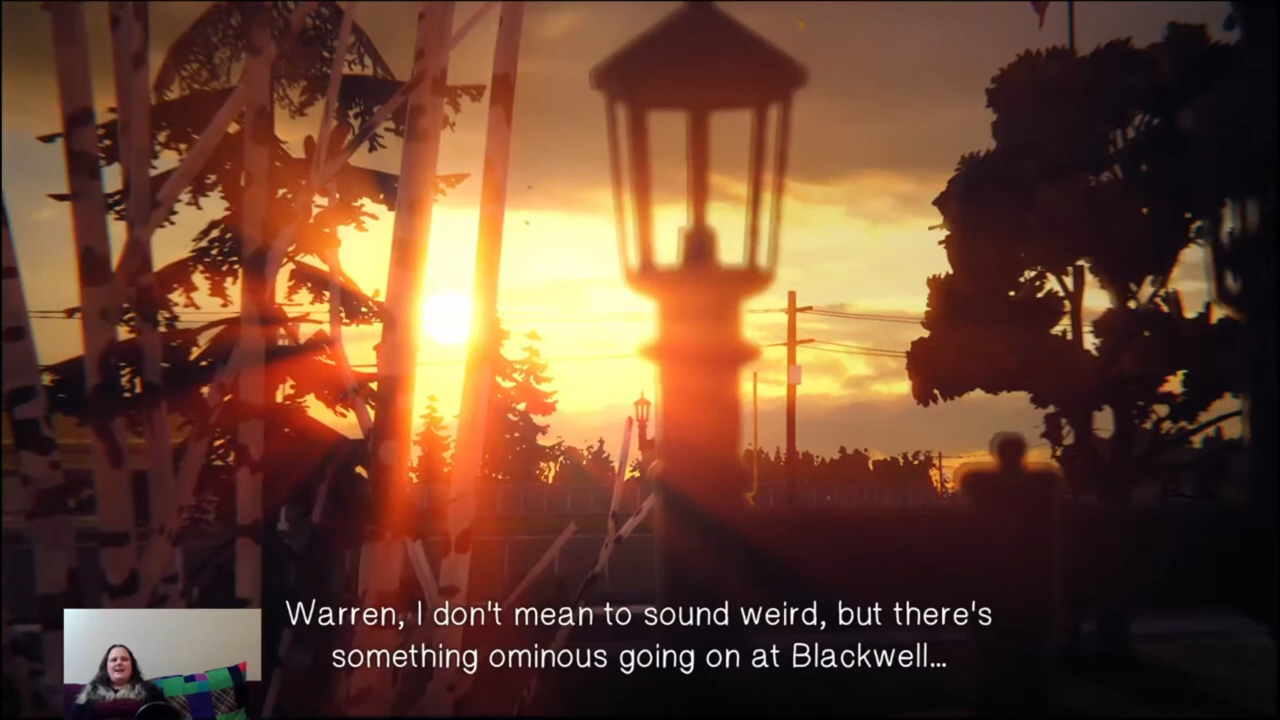 Warren, I don't mean to sound weird, but there's
something ominous going on at Blackwell...